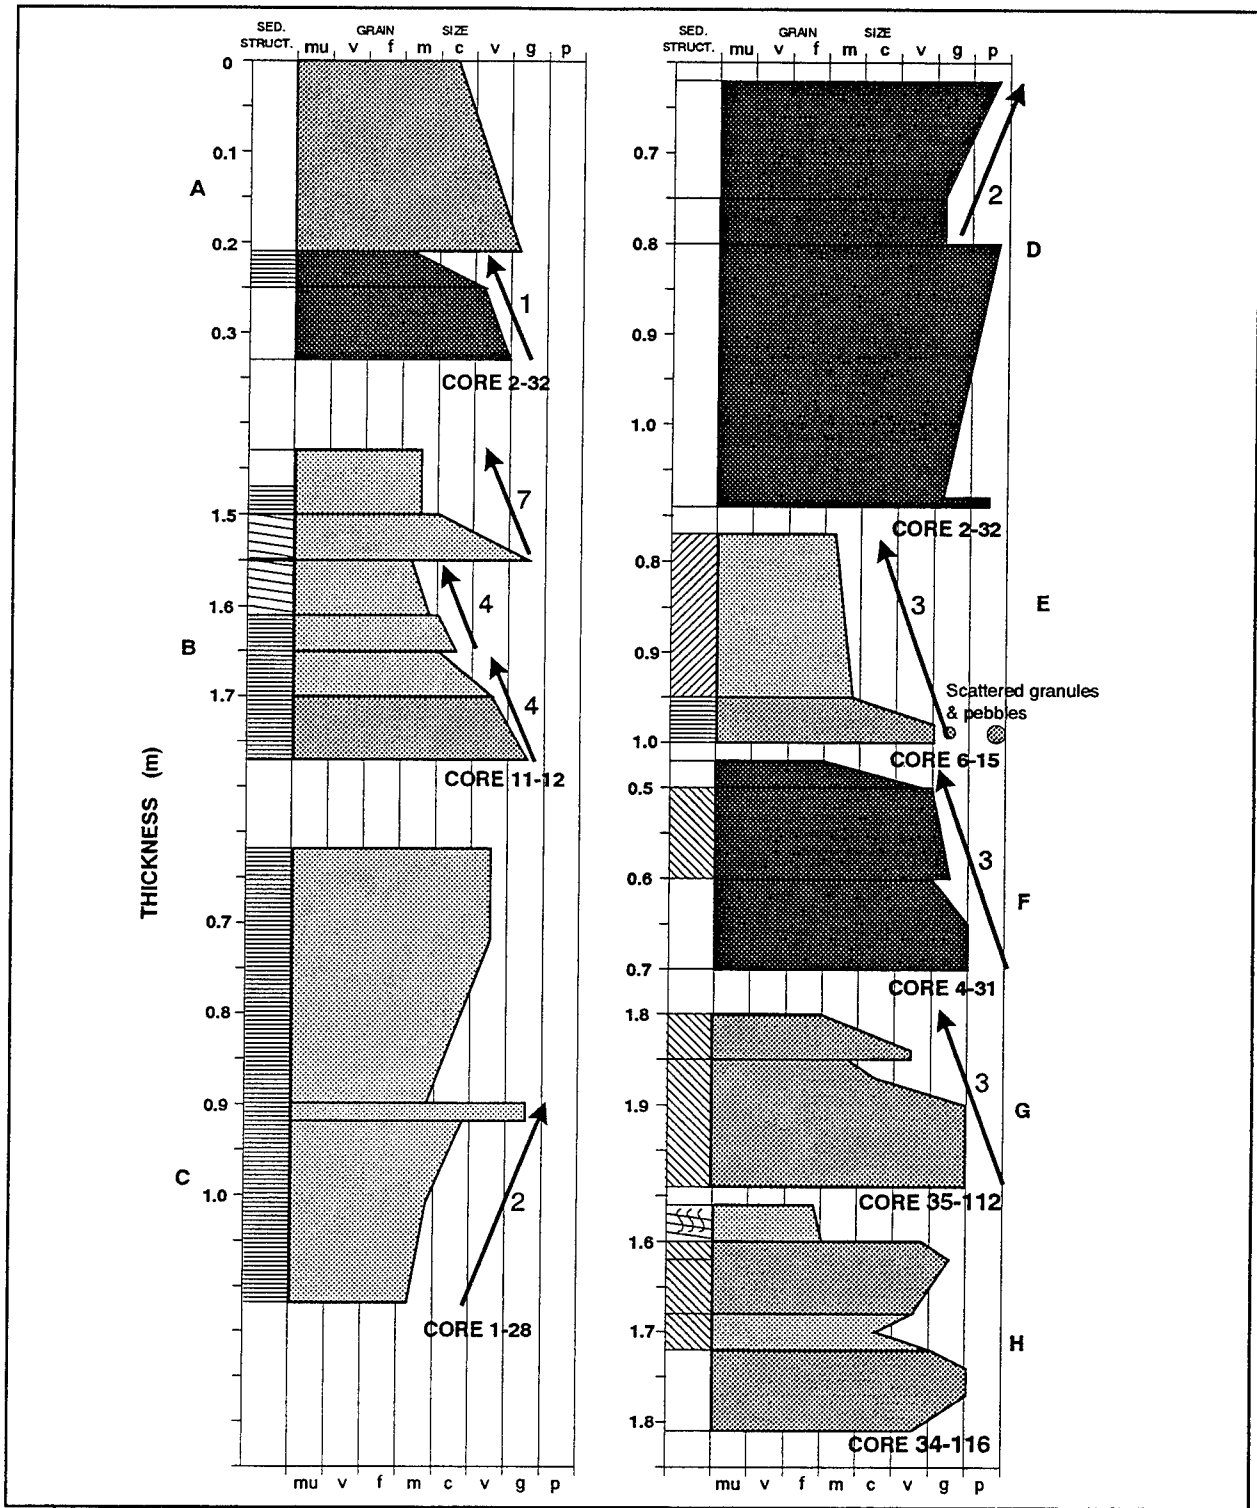 SED. GRAIN SIZE
STRUCT. mu v f m c v g p
0
0.1
A
0.2
0.3
1
CORE 2-32
7
1.5
4
1.6
B
4
1.7
CORE 11-12
THICKNESS (m)
0.7
0.8
0.9
C
1.0
2
CORE 1-28
mu v f m c v g p
SED. GRAIN SIZE
STRUCT. mu v f m c v g p
0.7
2
0.8
D
0.9
1.0
CORE 2-32
0.8
3
E
0.9
Scattered granules
& pebbles
1.0
CORE 6-15
0.5
3
0.6
F
0.7
CORE 4-31
1.8
3
1.9
G
CORE 35-112
1.6
1.7
H
1.8
CORE 34-116
mu v f m c v g p